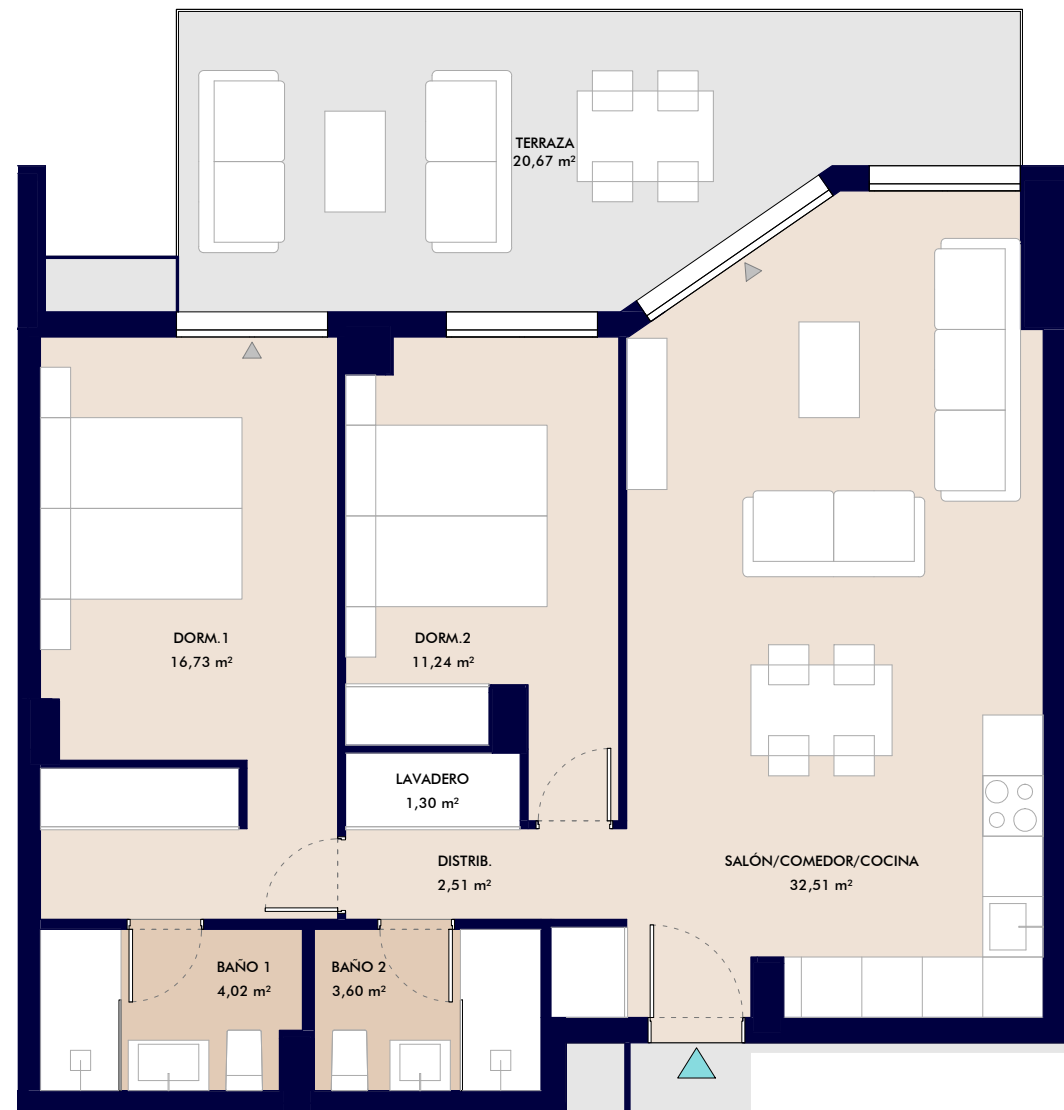 TERRAZA
20,67 m²
DORM.1
16,73 m²
DORM.2
11,24 m²
LAVADERO
1,30 m²
DISTRIB.
2,51 m²
SALÓN/COMEDOR/COCINA
32,51 m²
BAÑO 1
4,02 m²
BAÑO 2
3,60 m²